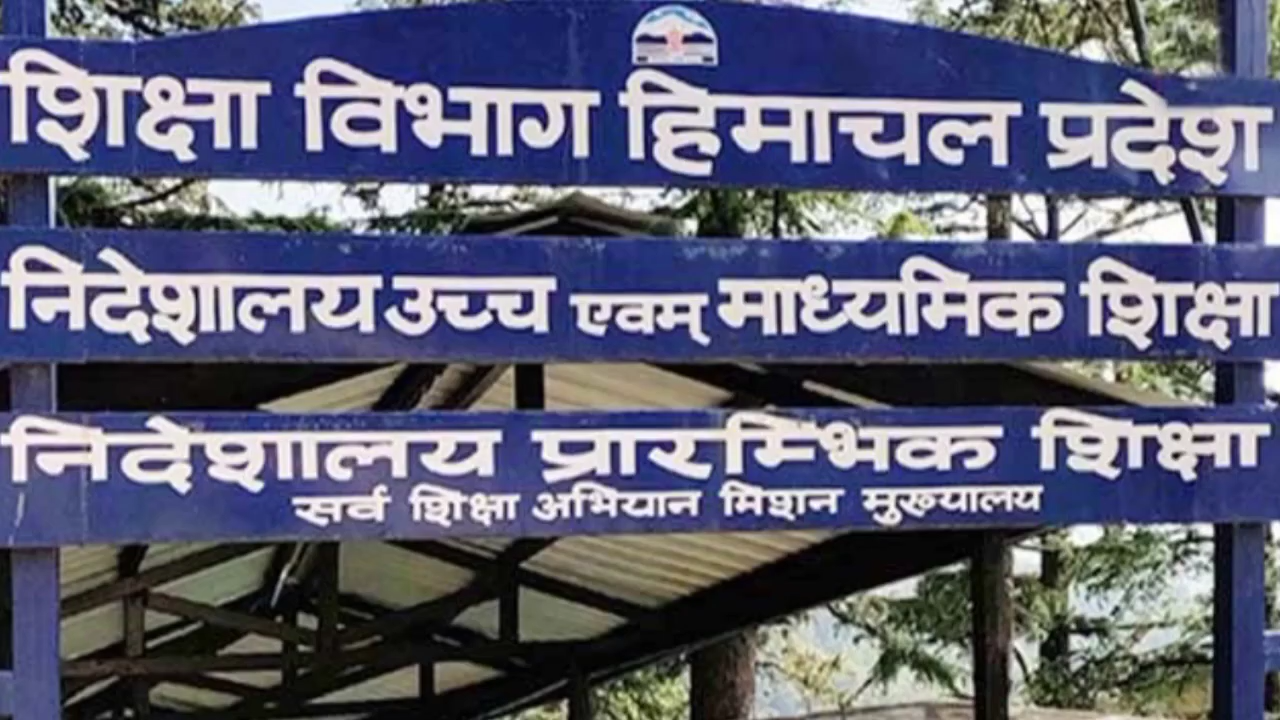 शिक्षा विभाग हिमाचल प्रदेश
निदेशालय उच्च एवम् माध्यमिक शिक्षा
निदेशालय प्रारम्भिक शिक्षा
सर्व शिक्षा अभियान मिशन मुख्यालय